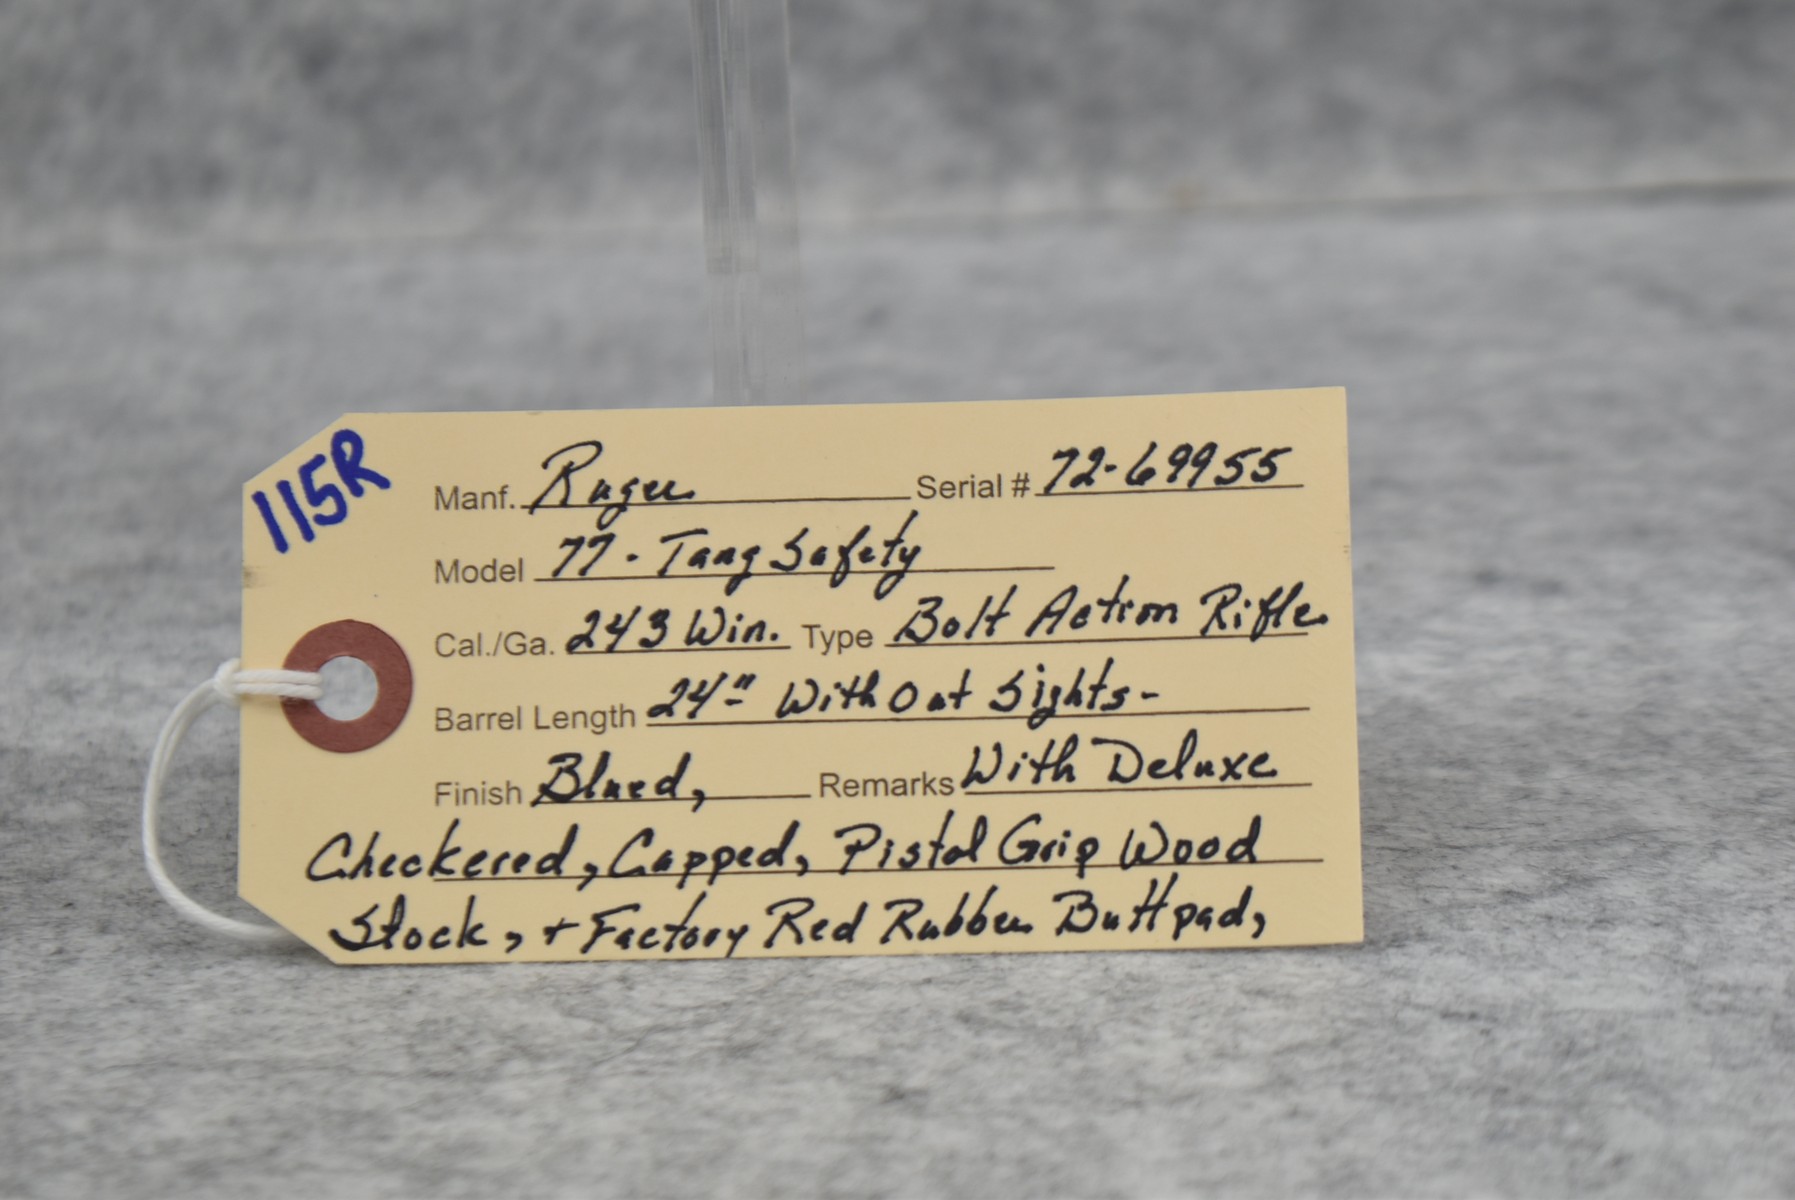 115R
Manf. Ruger Serial # 72-69955
Model 77 - Tang Safety
Cal./Ga. 243 Win. Type Bolt Action Rifle
Barrel Length 24" Without Sights-
Finish Blued, Remarks With Deluxe
Checkered, Capped, Pistol Grip Wood
Stock, + Factory Red Rubber Buttpad,